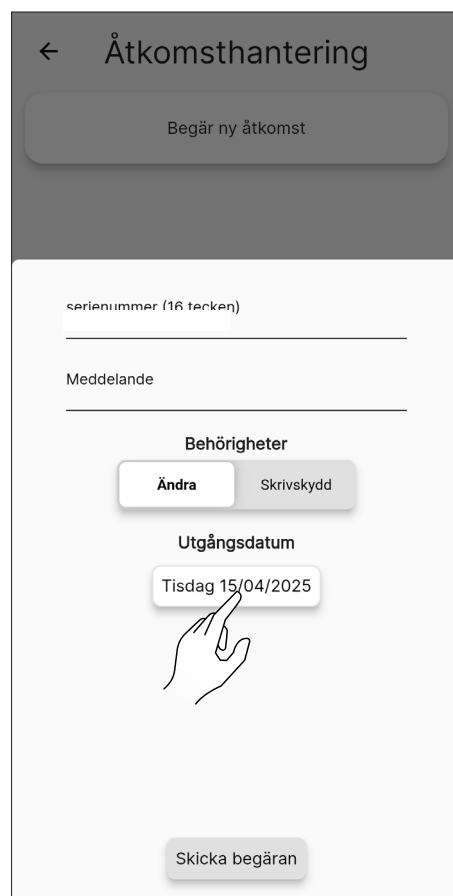 Åtkomsthantering
Begär ny åtkomst
serienummer (16 tecken)
Meddelande
Behörigheter
Ändra Skrivskydd
Utgångsdatum
Tisdag 15/04/2025
Skicka begäran